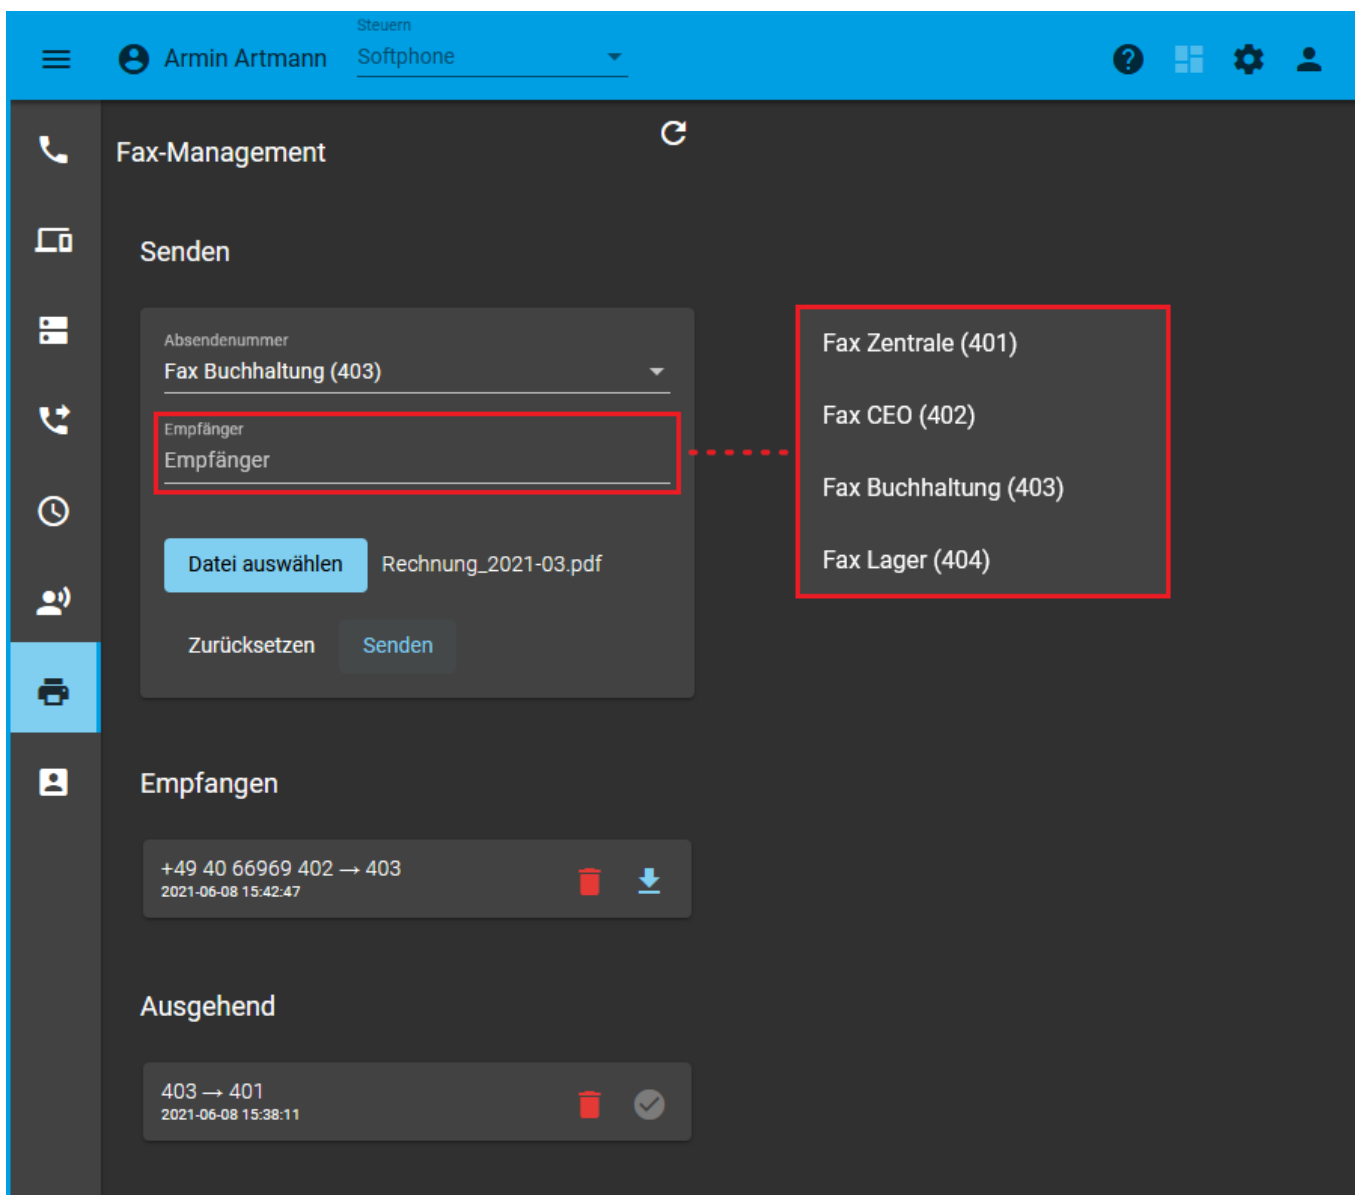 Steuern
Armin Artmann
Softphone
Fax-Management
Senden
Absendenummer
Fax Buchhaltung (403)
Empfänger
Empfänger
Datei auswählen
Rechnung_2021-03.pdf
Zurücksetzen
Senden
Fax Zentrale (401)
Fax CEO (402)
Fax Buchhaltung (403)
Fax Lager (404)
Empfangen
+49 40 66969 402 → 403
2021-06-08 15:42:47
Ausgehend
403 → 401
2021-06-08 15:38:11